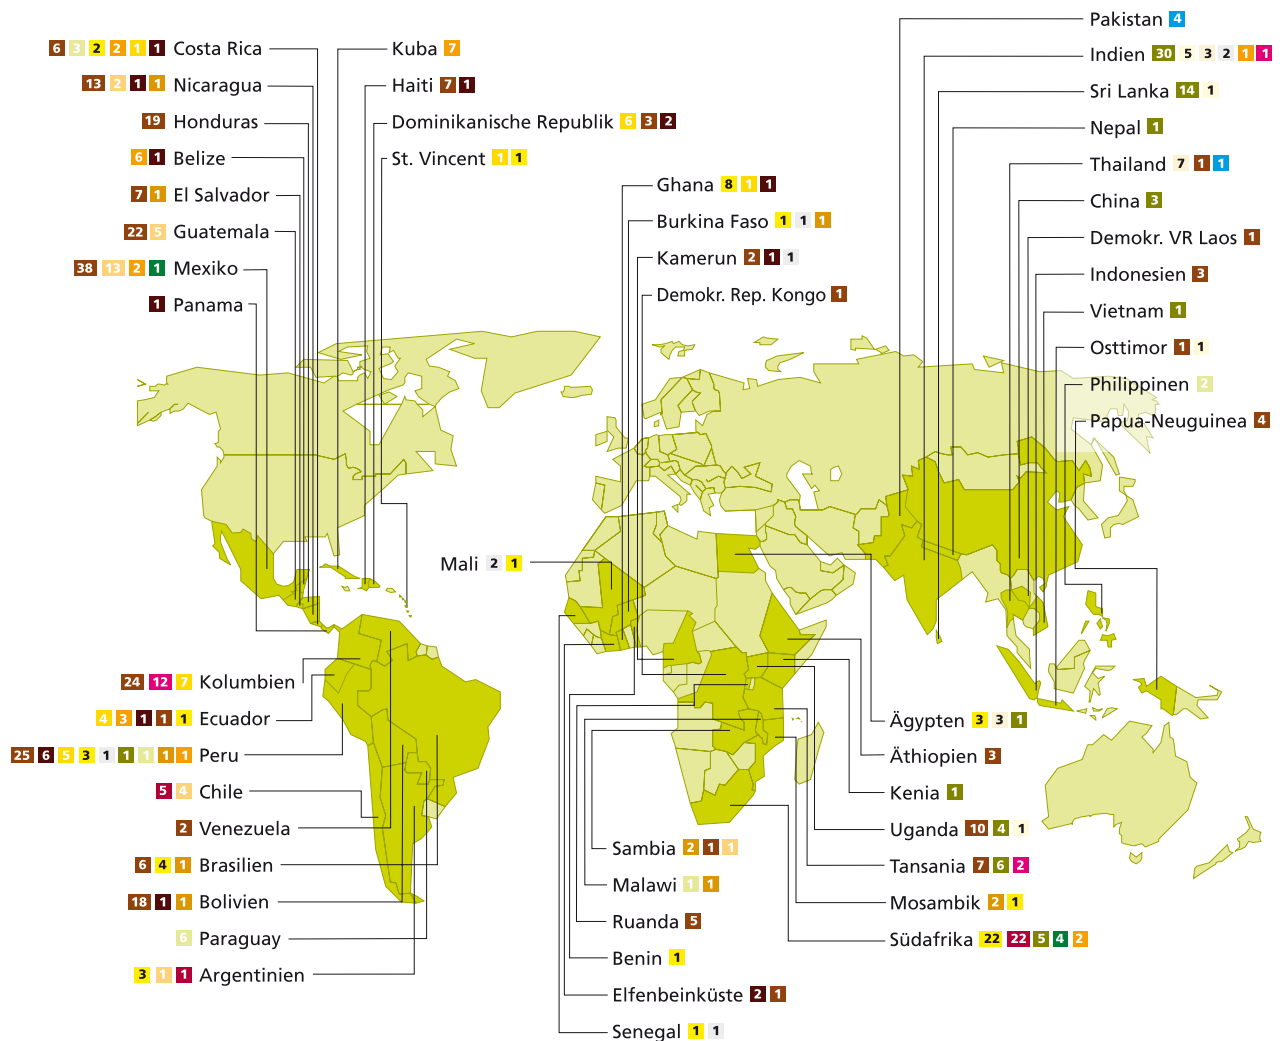 6 3 2 2 1 1 Costa Rica
13 2 1 1 Nicaragua
19 Honduras
6 1 Belize
7 1 El Salvador
22 5 Guatemala
38 13 2 1 Mexiko
1 Panama
Kuba 7
Haiti 7 1
Dominikanische Republik 6 3 2
St. Vincent 1 1
Ghana 8 1 1
Burkina Faso 1 1 1
Kamerun 2 1 1
Demokr. Rep. Kongo 1
Pakistan 4
Indien 30 5 3 2 1 1
Sri Lanka 14 1
Nepal 1
Thailand 7 1 1
China 3
Demokr. VR Laos 1
Indonesien 3
Vietnam 1
Osttimor 1 1
Philippinen 2
Papua-Neuguinea 4
Mali 2 1
24 12 7 Kolumbien
4 3 1 1 1 Ecuador
25 6 5 3 1 1 1 1 1 Peru
5 4 Chile
2 Venezuela
6 4 1 Brasilien
18 1 1 Bolivien
6 Paraguay
3 1 1 Argentinien
Sambia 2 1 1
Malawi 1 1
Ruanda 5
Benin 1
Elfenbeinküste 2 1
Senegal 1 1
Ägypten 3 3 1
Äthiopien 3
Kenia 1
Uganda 10 4 1
Tansania 7 6 2
Mosambik 2 1
Südafrika 22 22 5 4 2